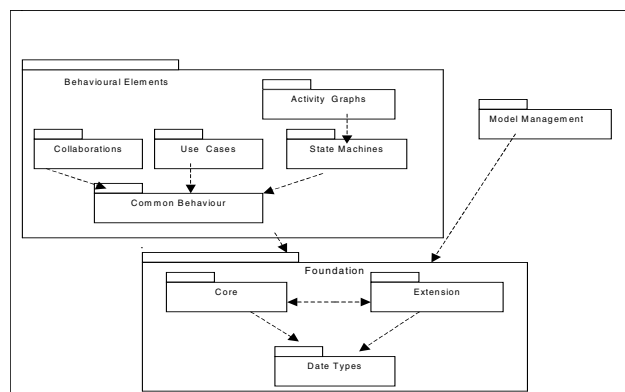 Behavioural Elements
Activity Graphs
Model Management
Collaborations
Use Cases
State Machines
Common Behaviour
Foundation
Core
Extension
Date Types